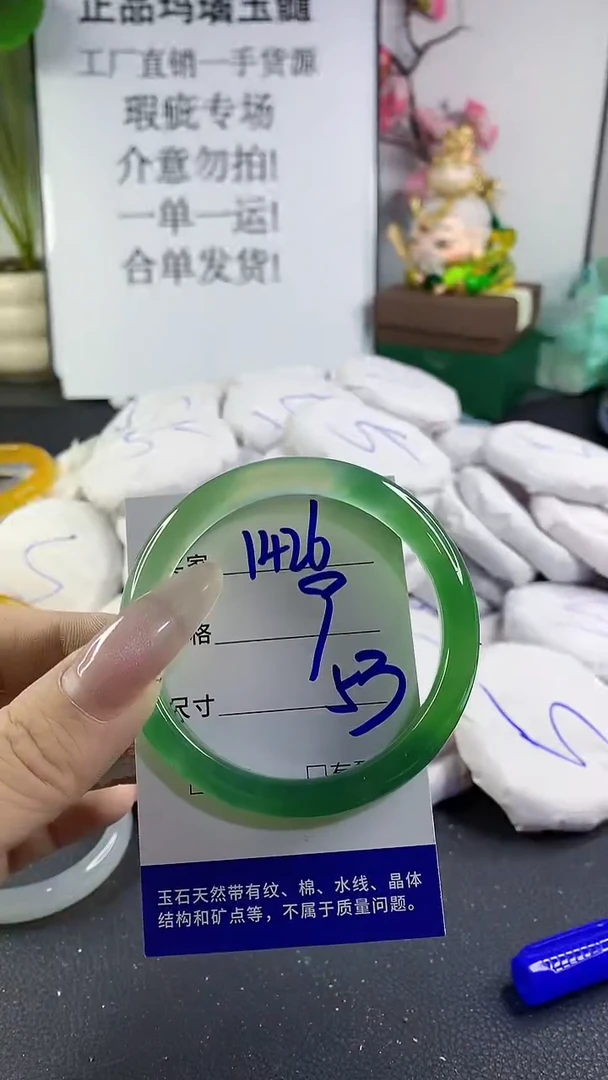 正品玛瑙玉髓
工厂直销一手货源
瑕疵专场
介意勿拍!
一单一运!
合单发货!
1426
格
9
尺寸
53
玉石天然带有纹、棉、水线、晶体
结构和矿点等，不属于质量问题。